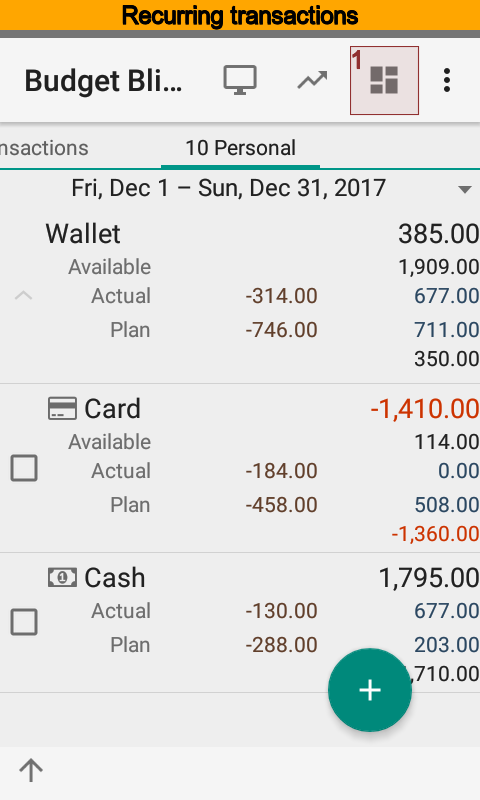 Recurring transactions
1
Budget Bli...
nsactions 10 Personal
Fri, Dec 1 – Sun, Dec 31, 2017
Wallet 385.00
Available 1,909.00
Actual -314.00 677.00
Plan -746.00 711.00
350.00
Card -1,410.00
Available 114.00
Actual -184.00 0.00
Plan -458.00 508.00
-1,360.00
Cash 1,795.00
Actual -130.00 677.00
Plan -288.00 203.00
,710.00